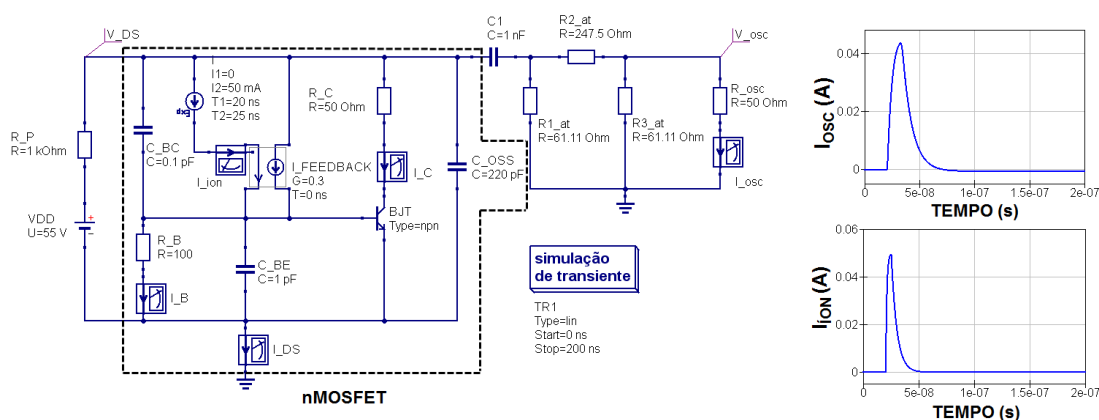 V_DS
I1=0
I2=50 mA
T1=20 ns
T2=25 ns
Exp
R_P
R=1 kOhm
C_BC
C=0.1 pF
I_ion
I_FEEDBACK
G=0.3
T=0 ns
R_C
R=50 Ohm
I_C
C_OSS
C=220 pF
BJT
Type=npn
VDD
U=55 V
R_B
R=100
I_B
C_BE
C=1 pF
I_DS
nMOSFET
C1
C=1 nF
R2_at
R=247.5 Ohm
V_osc
R1_at
R=61.11 Ohm
R3_at
R=61.11 Ohm
R_osc
R=50 Ohm
I_osc
simulação
de transiente
TR1
Type=lin
Start=0 ns
Stop=200 ns
IOSC (A)
0.04
0.02
0
0
5e-08
1e-07
1.5e-07
2e-07
TEMPO (s)
IiON (A)
0.06
0.04
0.02
0
0
5e-08
1e-07
1.5e-07
2e-07
TEMPO (s)